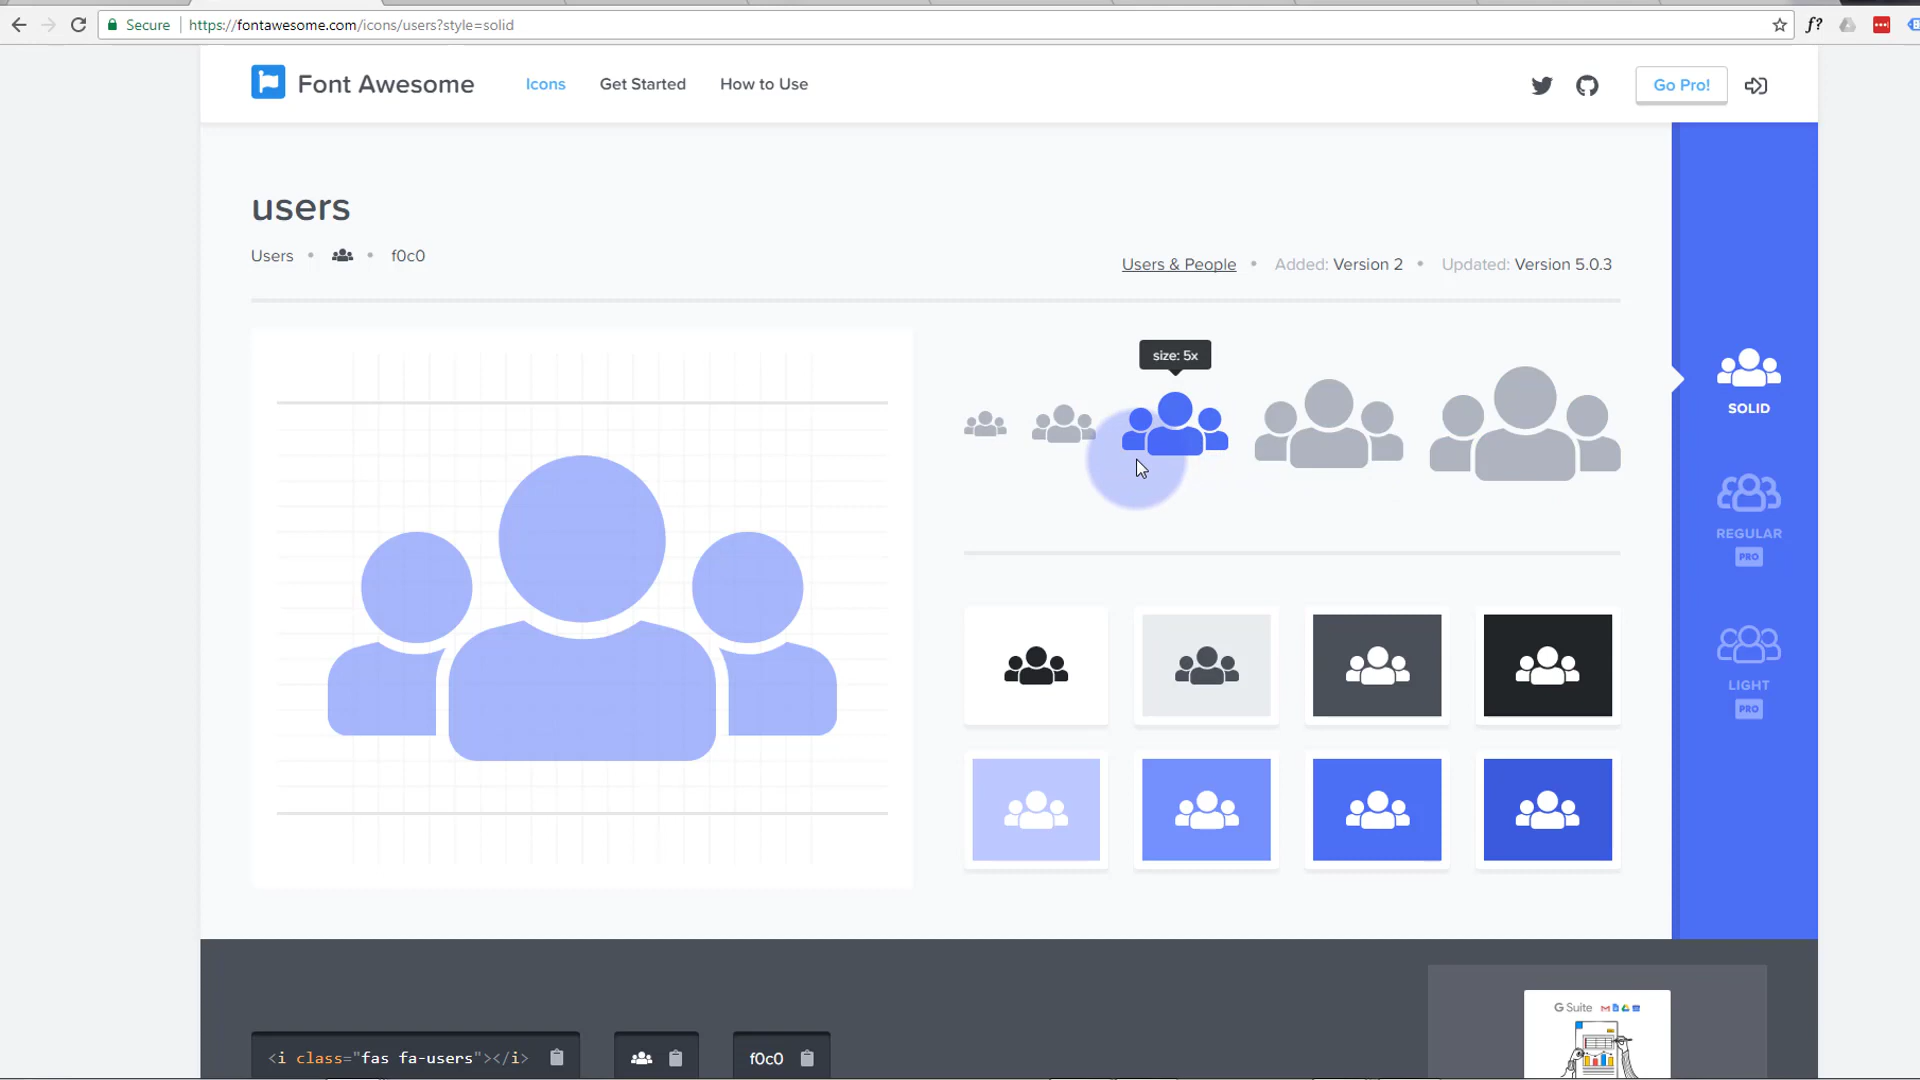 Secure https://fontawesome.com/icons/users?style=solid
f?
Font Awesome Icons Get Started How to Use Go Pro!
users
Users • • f0c0
Users & People • Added: Version 2 • Updated: Version 5.0.3
size: 5x
SOLID
REGULAR
PRO
LIGHT
PRO
G Suite
<i class="fas fa-users"></i>
f0c0